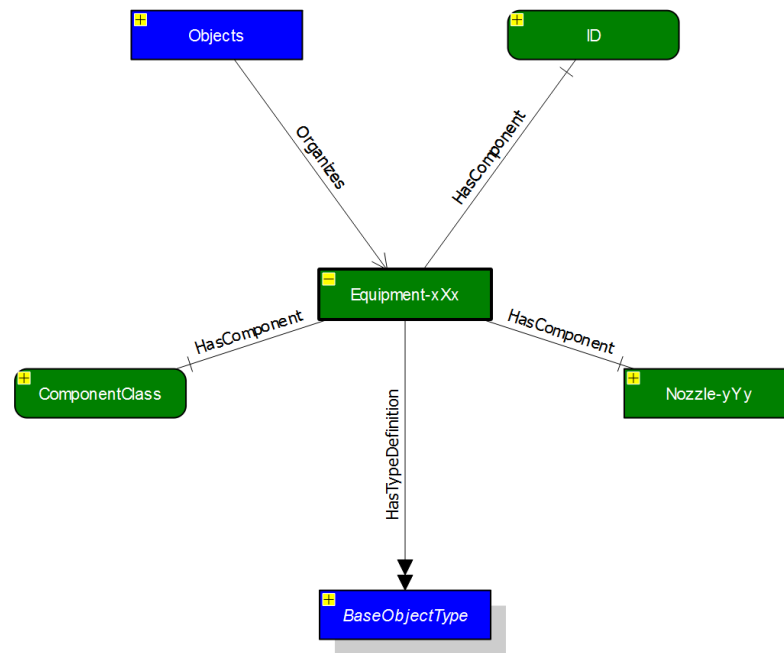 Objects
ID
Organizes
HasComponent
Equipment-xXx
HasComponent
HasComponent
ComponentClass
Nozzle-yYy
HasTypeDefinition
BaseObjectType